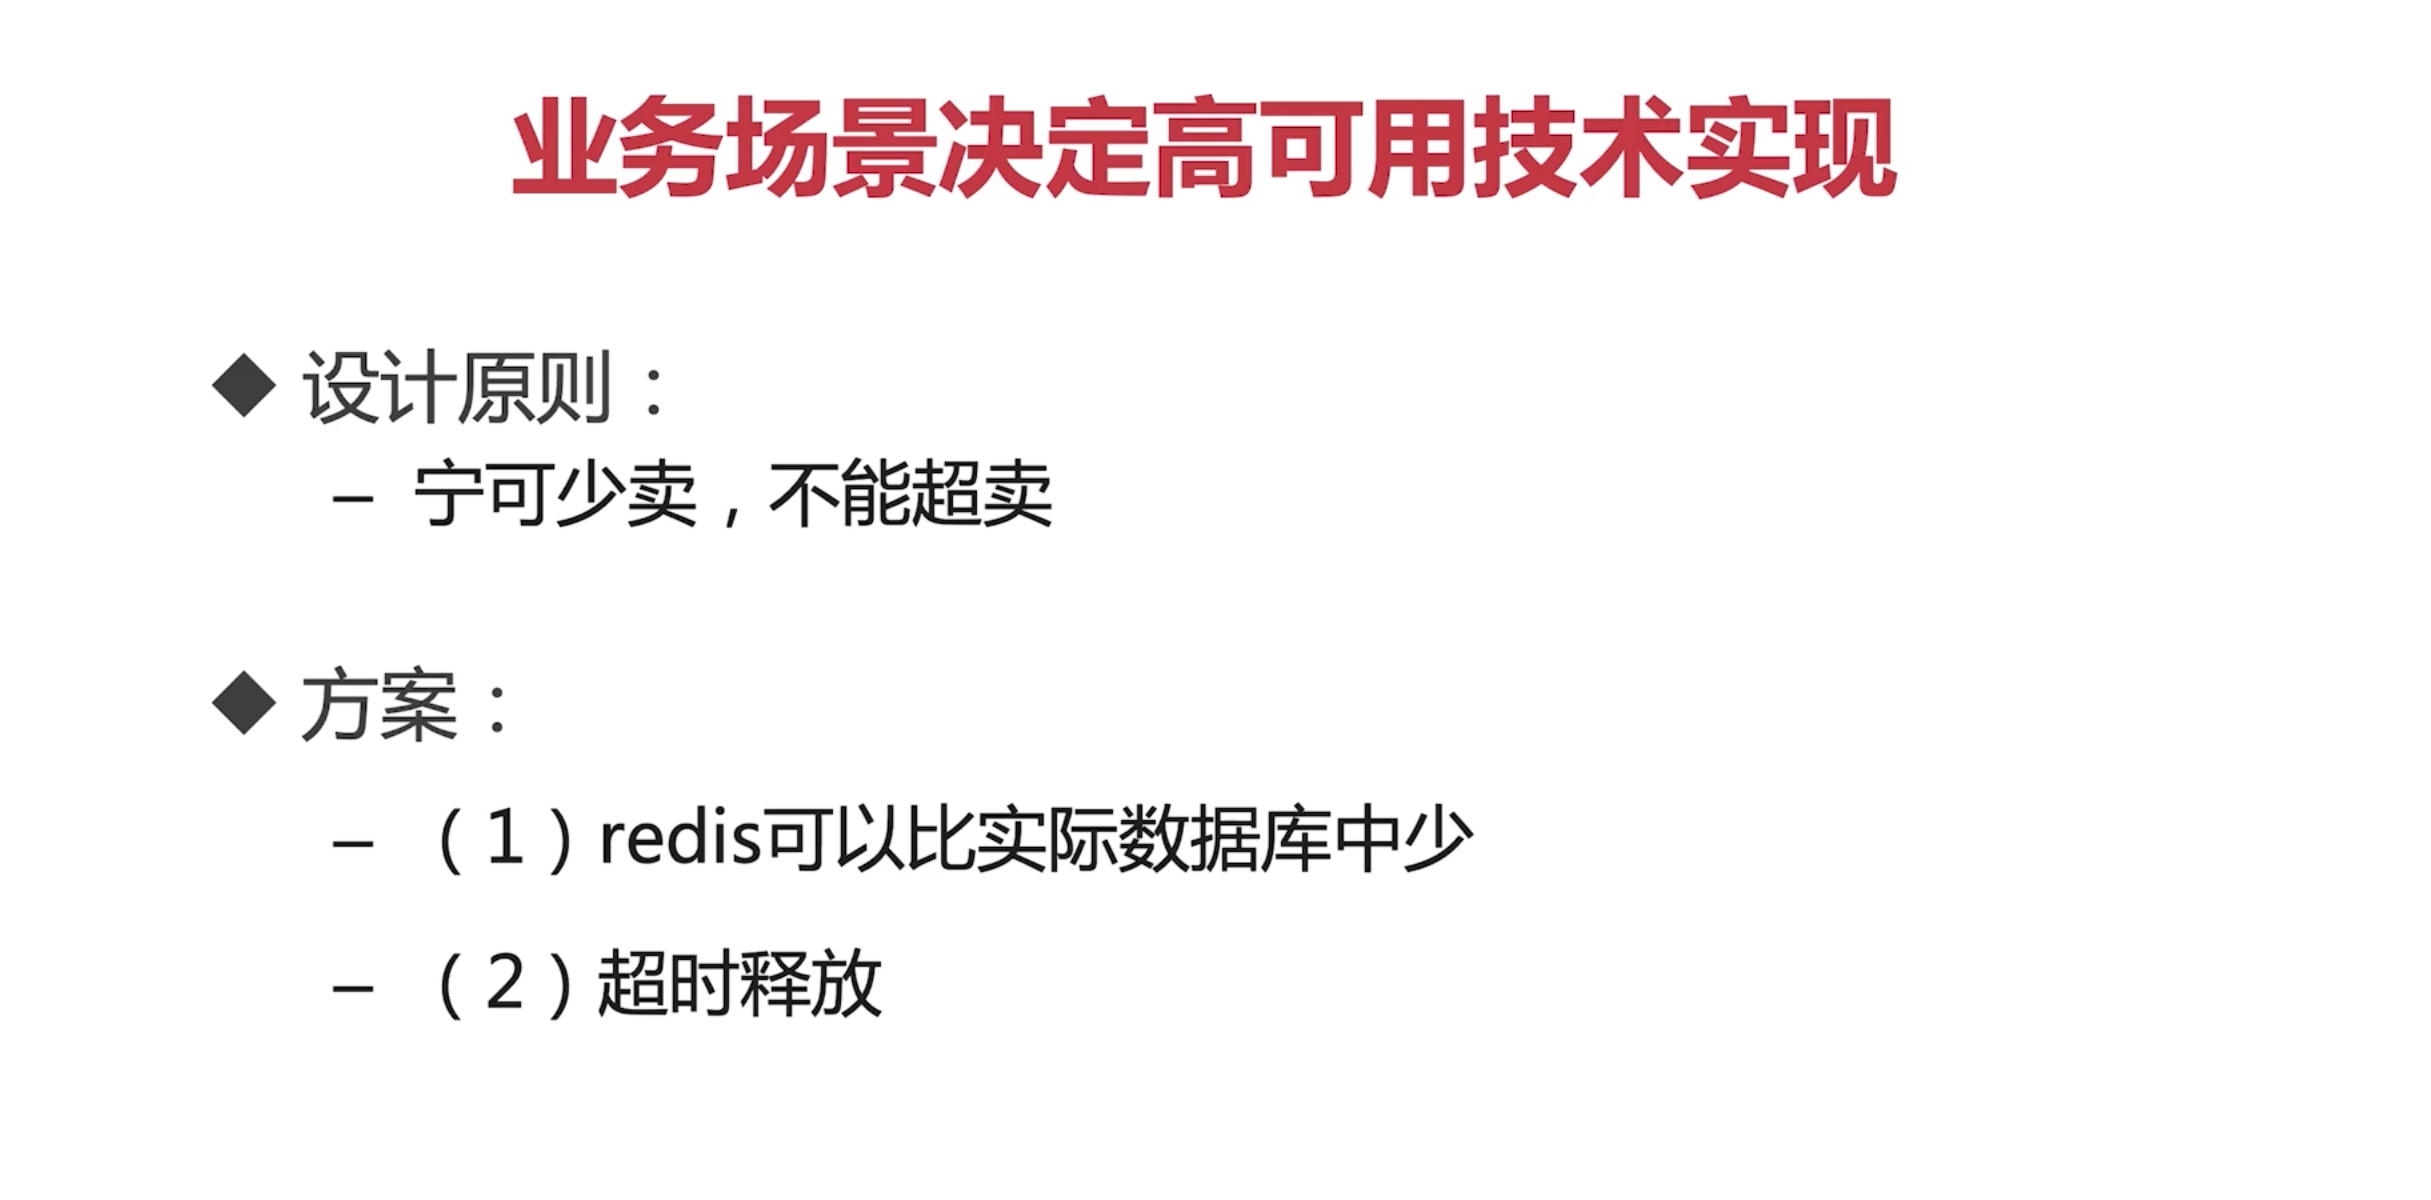 业务场景决定高可用技术实现
◆ 设计原则：
– 宁可少卖，不能超卖
◆ 方案：
– （1）redis可以比实际数据库中少
– （2）超时释放